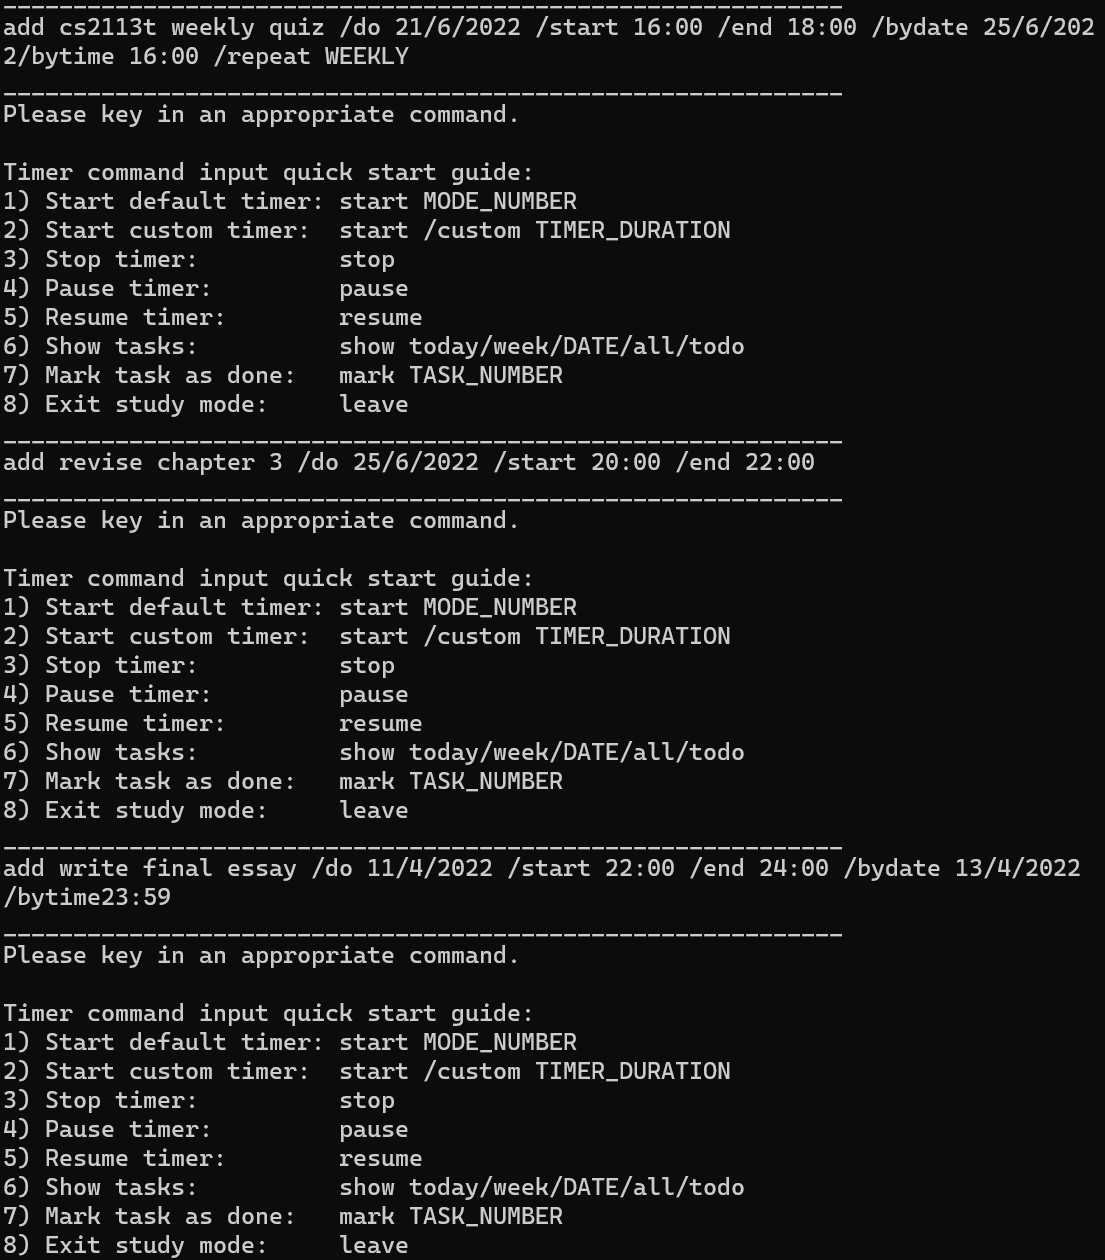 ____________________________________________________________
add cs2113t weekly quiz /do 21/6/2022 /start 16:00 /end 18:00 /bydate 25/6/202
2/bytime 16:00 /repeat WEEKLY
____________________________________________________________
Please key in an appropriate command.

Timer command input quick start guide:
1) Start default timer: start MODE_NUMBER
2) Start custom timer:  start /custom TIMER_DURATION
3) Stop timer:          stop
4) Pause timer:         pause
5) Resume timer:        resume
6) Show tasks:          show today/week/DATE/all/todo
7) Mark task as done:   mark TASK_NUMBER
8) Exit study mode:     leave
____________________________________________________________
add revise chapter 3 /do 25/6/2022 /start 20:00 /end 22:00
____________________________________________________________
Please key in an appropriate command.

Timer command input quick start guide:
1) Start default timer: start MODE_NUMBER
2) Start custom timer:  start /custom TIMER_DURATION
3) Stop timer:          stop
4) Pause timer:         pause
5) Resume timer:        resume
6) Show tasks:          show today/week/DATE/all/todo
7) Mark task as done:   mark TASK_NUMBER
8) Exit study mode:     leave
____________________________________________________________
add write final essay /do 11/4/2022 /start 22:00 /end 24:00 /bydate 13/4/2022
/bytime23:59
____________________________________________________________
Please key in an appropriate command.

Timer command input quick start guide:
1) Start default timer: start MODE_NUMBER
2) Start custom timer:  start /custom TIMER_DURATION
3) Stop timer:          stop
4) Pause timer:         pause
5) Resume timer:        resume
6) Show tasks:          show today/week/DATE/all/todo
7) Mark task as done:   mark TASK_NUMBER
8) Exit study mode:     leave